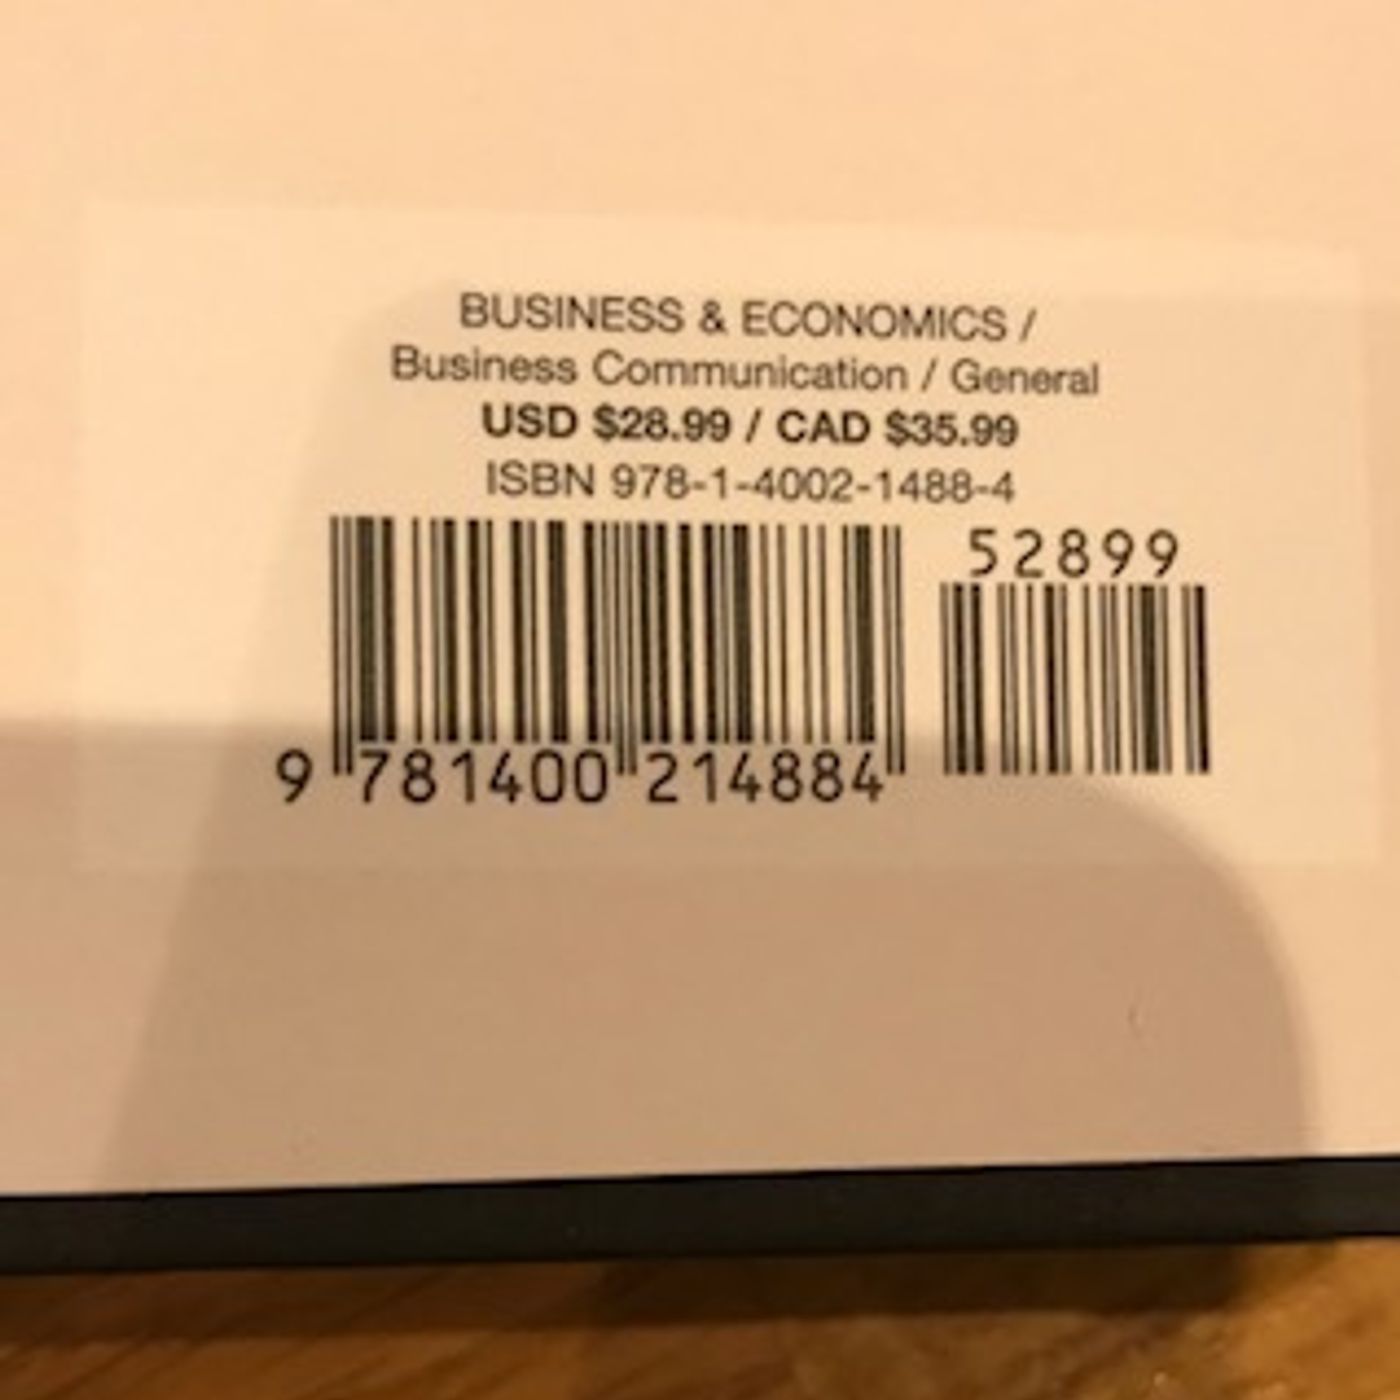 BUSINESS & ECONOMICS /
Business Communication / General
USD $28.99 / CAD $35.99
ISBN 978-1-4002-1488-4
52899
9 781400 214884